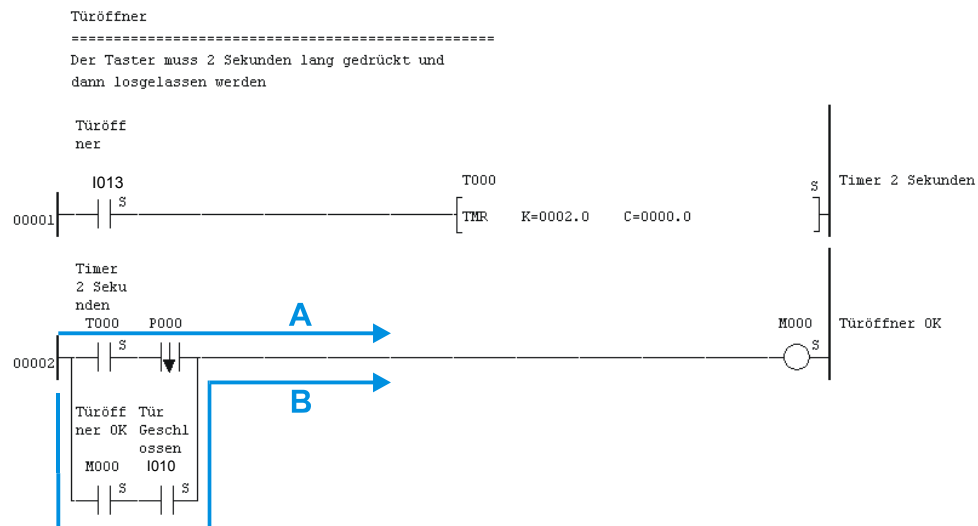 Türöffner
==================================================
Der Taster muss 2 Sekunden lang gedrückt und
dann losgelassen werden
Türöff
ner
I013
S
T000
S
Timer 2 Sekunden
00001
TMR K=0002.0 C=0000.0
Timer
2 Seku
nden
T000 P000
A
M000
Türöffner OK
S
S
00002
B
Türöff Tür
ner OK Geschl
ossen
M000 I010
S S